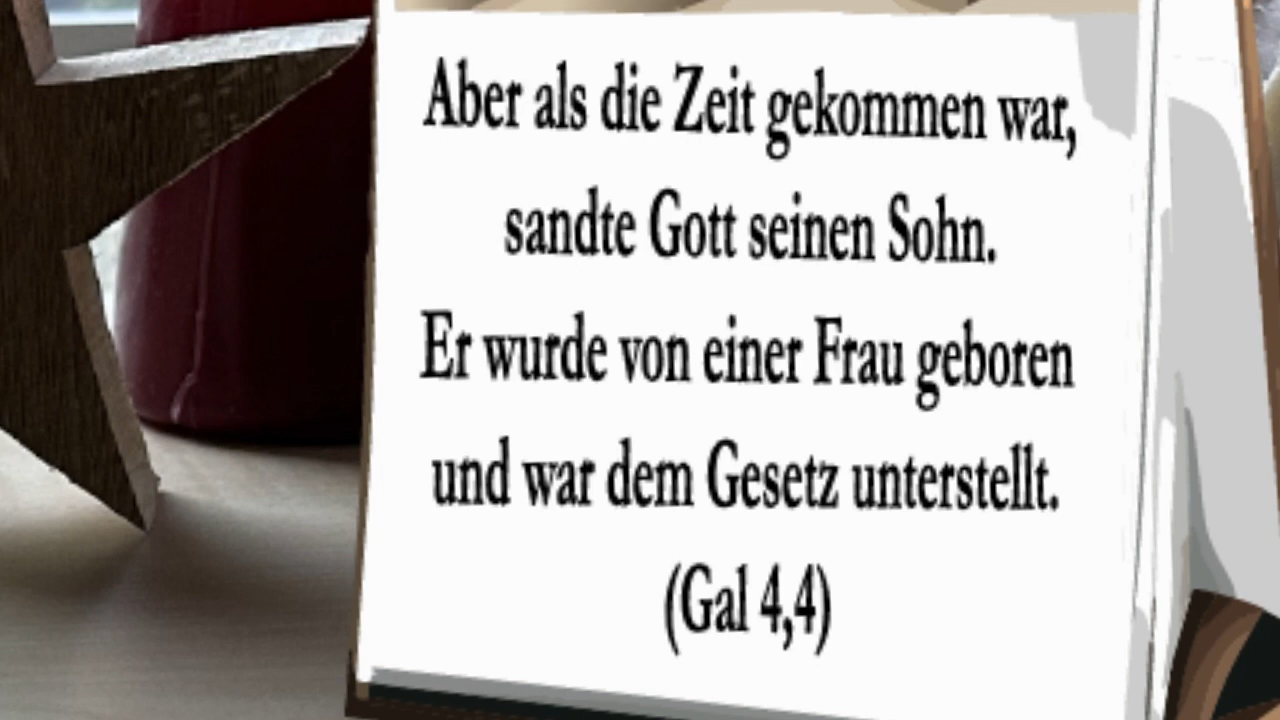 Aber als die Zeit gekommen war,
sandte Gott seinen Sohn.
Er wurde von einer Frau geboren
und war dem Gesetz unterstellt.
(Gal 4,4)